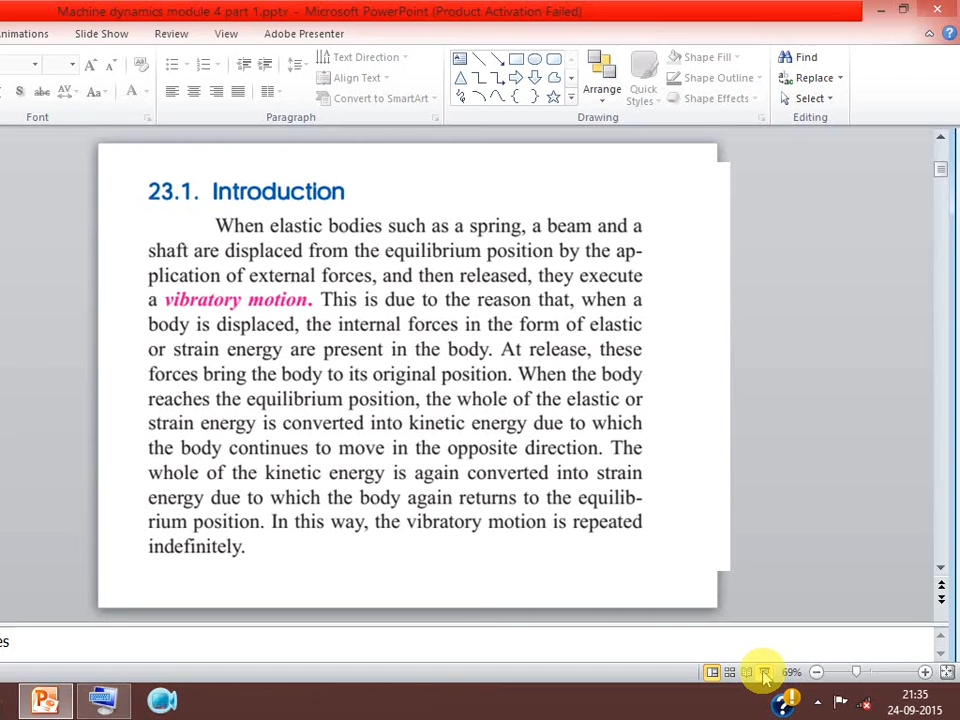 Machine dynamics module 4 part 1.pptx - Microsoft PowerPoint (Product Activation Failed)
nimations Slide Show Review View Adobe Presenter
Text Direction Shape Fill Find
Align Text Shape Outline Replace
Convert to SmartArt Arrange Quick Styles Shape Effects Select
Font Paragraph Drawing Editing
23.1. Introduction
When elastic bodies such as a spring, a beam and a
shaft are displaced from the equilibrium position by the ap-
plication of external forces, and then released, they execute
a vibratory motion. This is due to the reason that, when a
body is displaced, the internal forces in the form of elastic
or strain energy are present in the body. At release, these
forces bring the body to its original position. When the body
reaches the equilibrium position, the whole of the elastic or
strain energy is converted into kinetic energy due to which
the body continues to move in the opposite direction. The
whole of the kinetic energy is again converted into strain
energy due to which the body again returns to the equilib-
rium position. In this way, the vibratory motion is repeated
indefinitely.
es
69%
21:35
24-09-2015